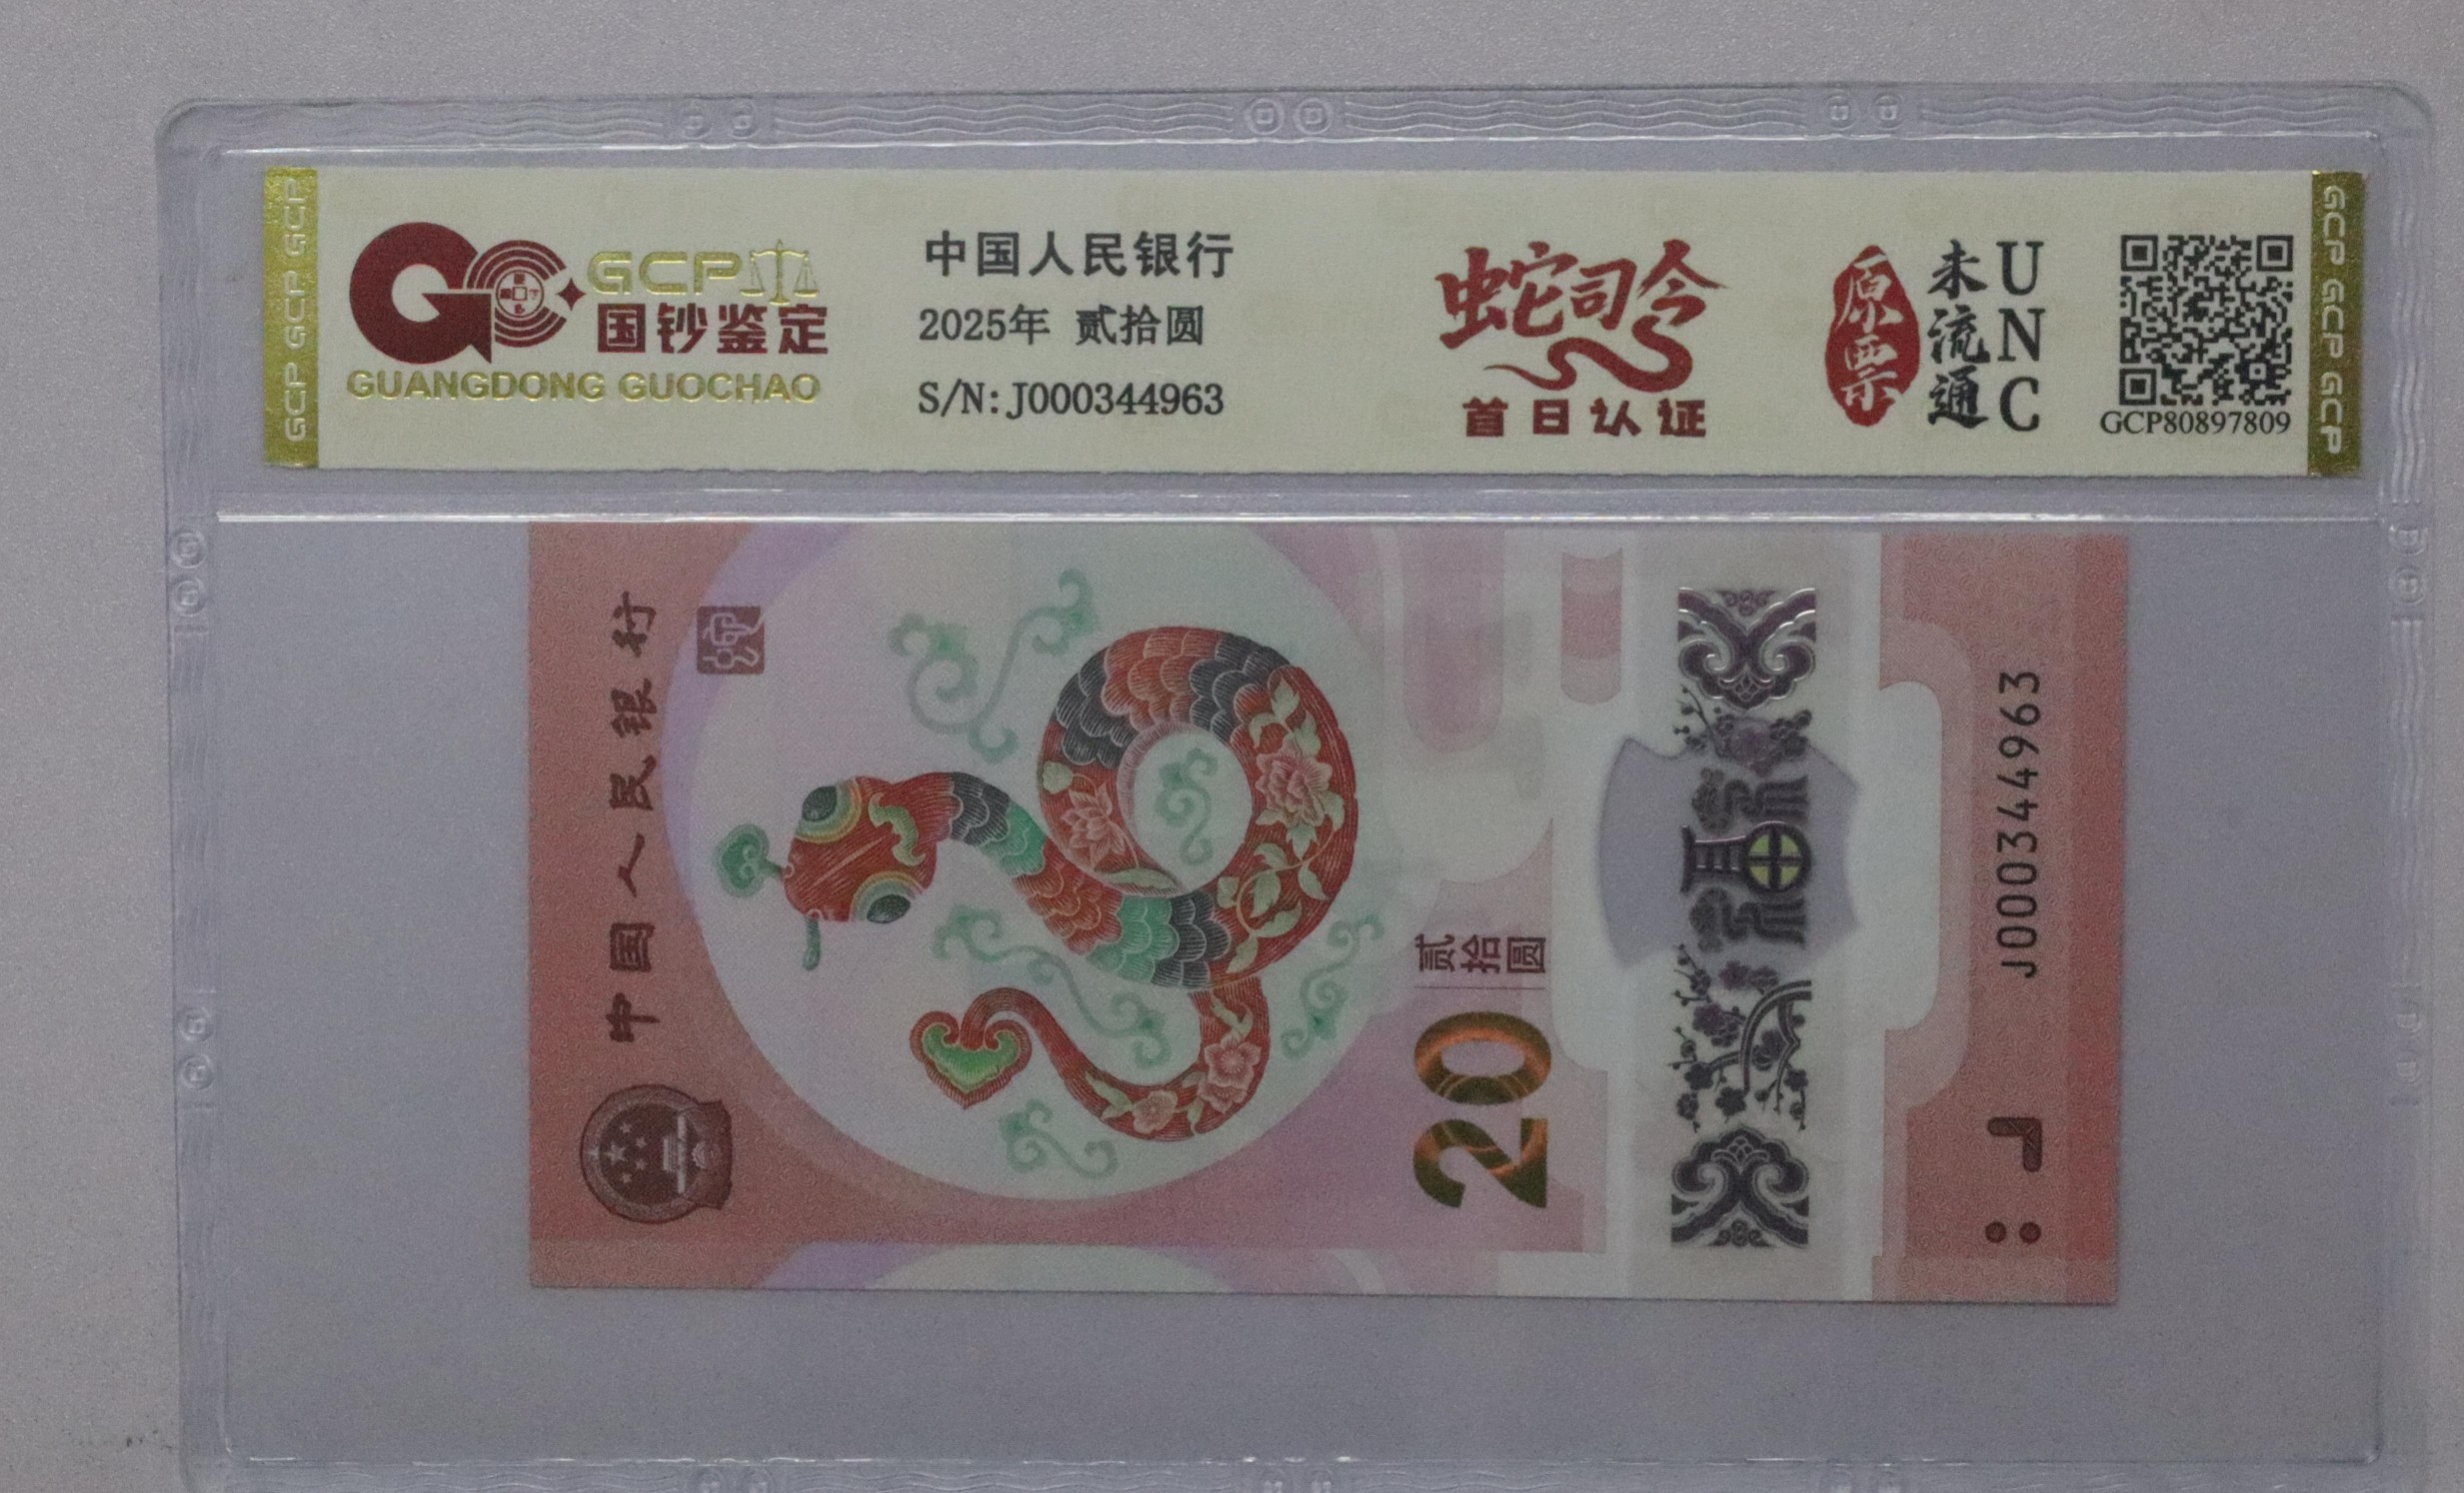 GCP GCP GCP
GCP
国钞鉴定
GUANGDONG GUOCHAO
中国人民银行
2025年 贰拾圆
S/N: J000344963
蛇司令
首日认证
原票
未流通
UNC
GCP80897809
GCP GCP GCP
中国人民银行
20
贰拾圆
J000344963